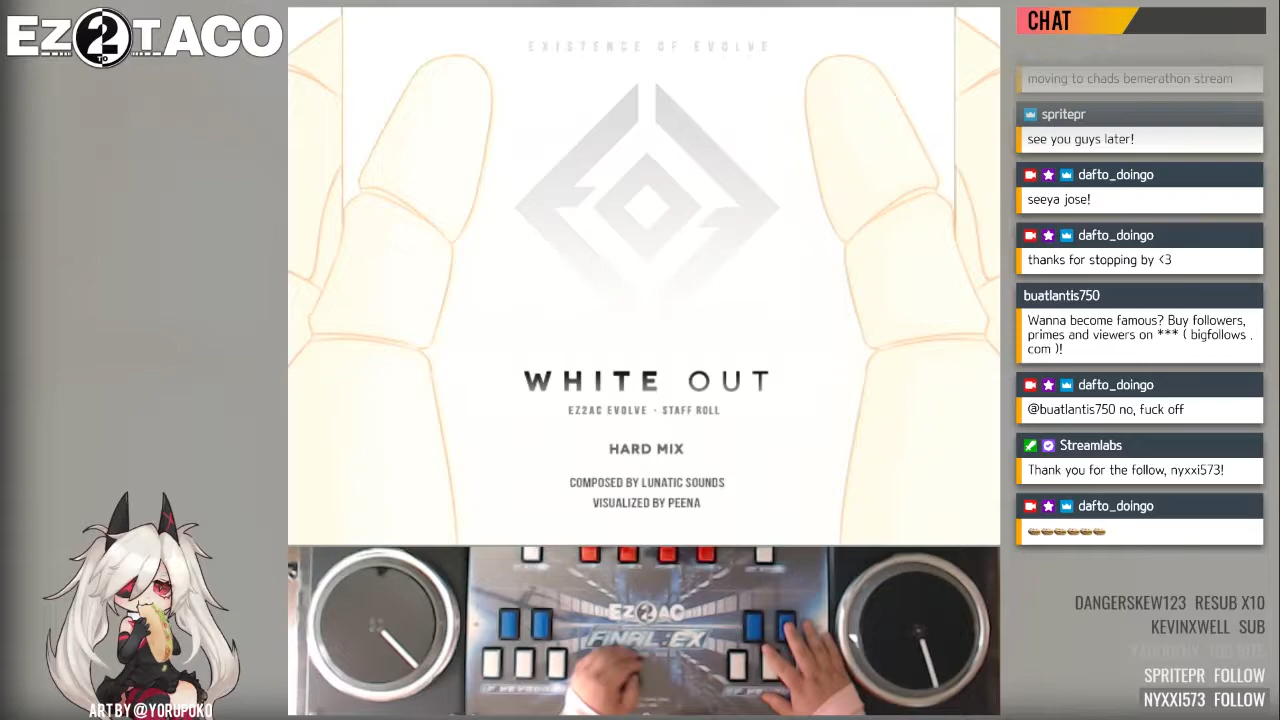 EZ2TACO
TO
EXISTENCE OF EVOLVE
WHITE OUT
EZ2AC EVOLVE - STAFF ROLL
HARD MIX
COMPOSED BY LUNATIC SOUNDS
VISUALIZED BY PEENA
EZ2AC
FINAL:EX
ART BY @YORUPOKO
CHAT
moving to chads bemerathon stream
spritepr
see you guys later!
dafto_doingo
seeya jose!
dafto_doingo
thanks for stopping by <3
buatlantis750
Wanna become famous? Buy followers,
primes and viewers on *** ( bigfollows .
com )!
dafto_doingo
@buatlantis750 no, fuck off
Streamlabs
Thank you for the follow, nyxxi573!
dafto_doingo
DANGERSKEW123 RESUB X10
KEVINXWELL SUB
SPRITEPR FOLLOW
NYXXI573 FOLLOW